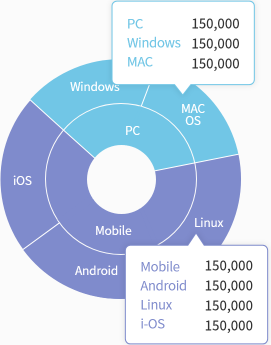 PC 150,000
Windows 150,000
MAC 150,000
Windows
MAC
OS
PC
iOS
Linux
Mobile
Android
Mobile 150,000
Android 150,000
Linux 150,000
i-OS 150,000